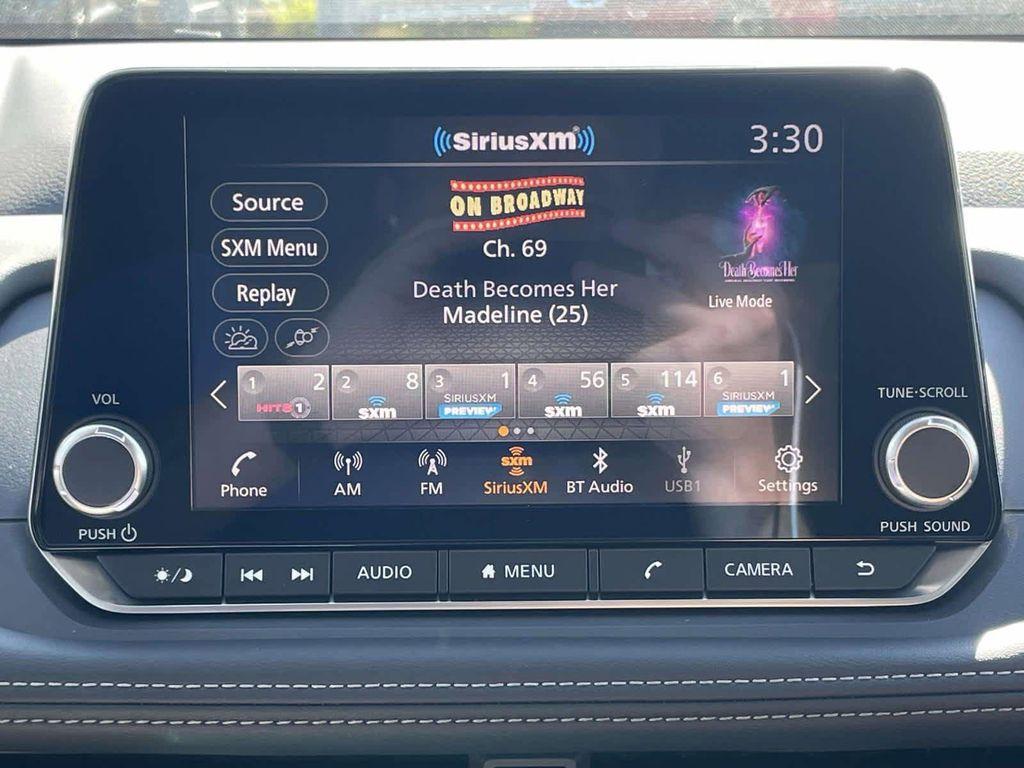 SiriusXM
3:30
Source
SXM Menu
Replay
ON BROADWAY
Ch. 69
Death Becomes Her
Madeline (25)
Death Becomes Her
Live Mode
1 2
HITS 1
2 8
sxm
3 1
SIRIUSXM
PREVIEW
4 56
sxm
5 114
sxm
6 1
SIRIUSXM
PREVIEW
Phone
AM
FM
sxm
SiriusXM
BT Audio
USB1
Settings
VOL
PUSH
TUNE·SCROLL
PUSH SOUND
AUDIO
MENU
CAMERA